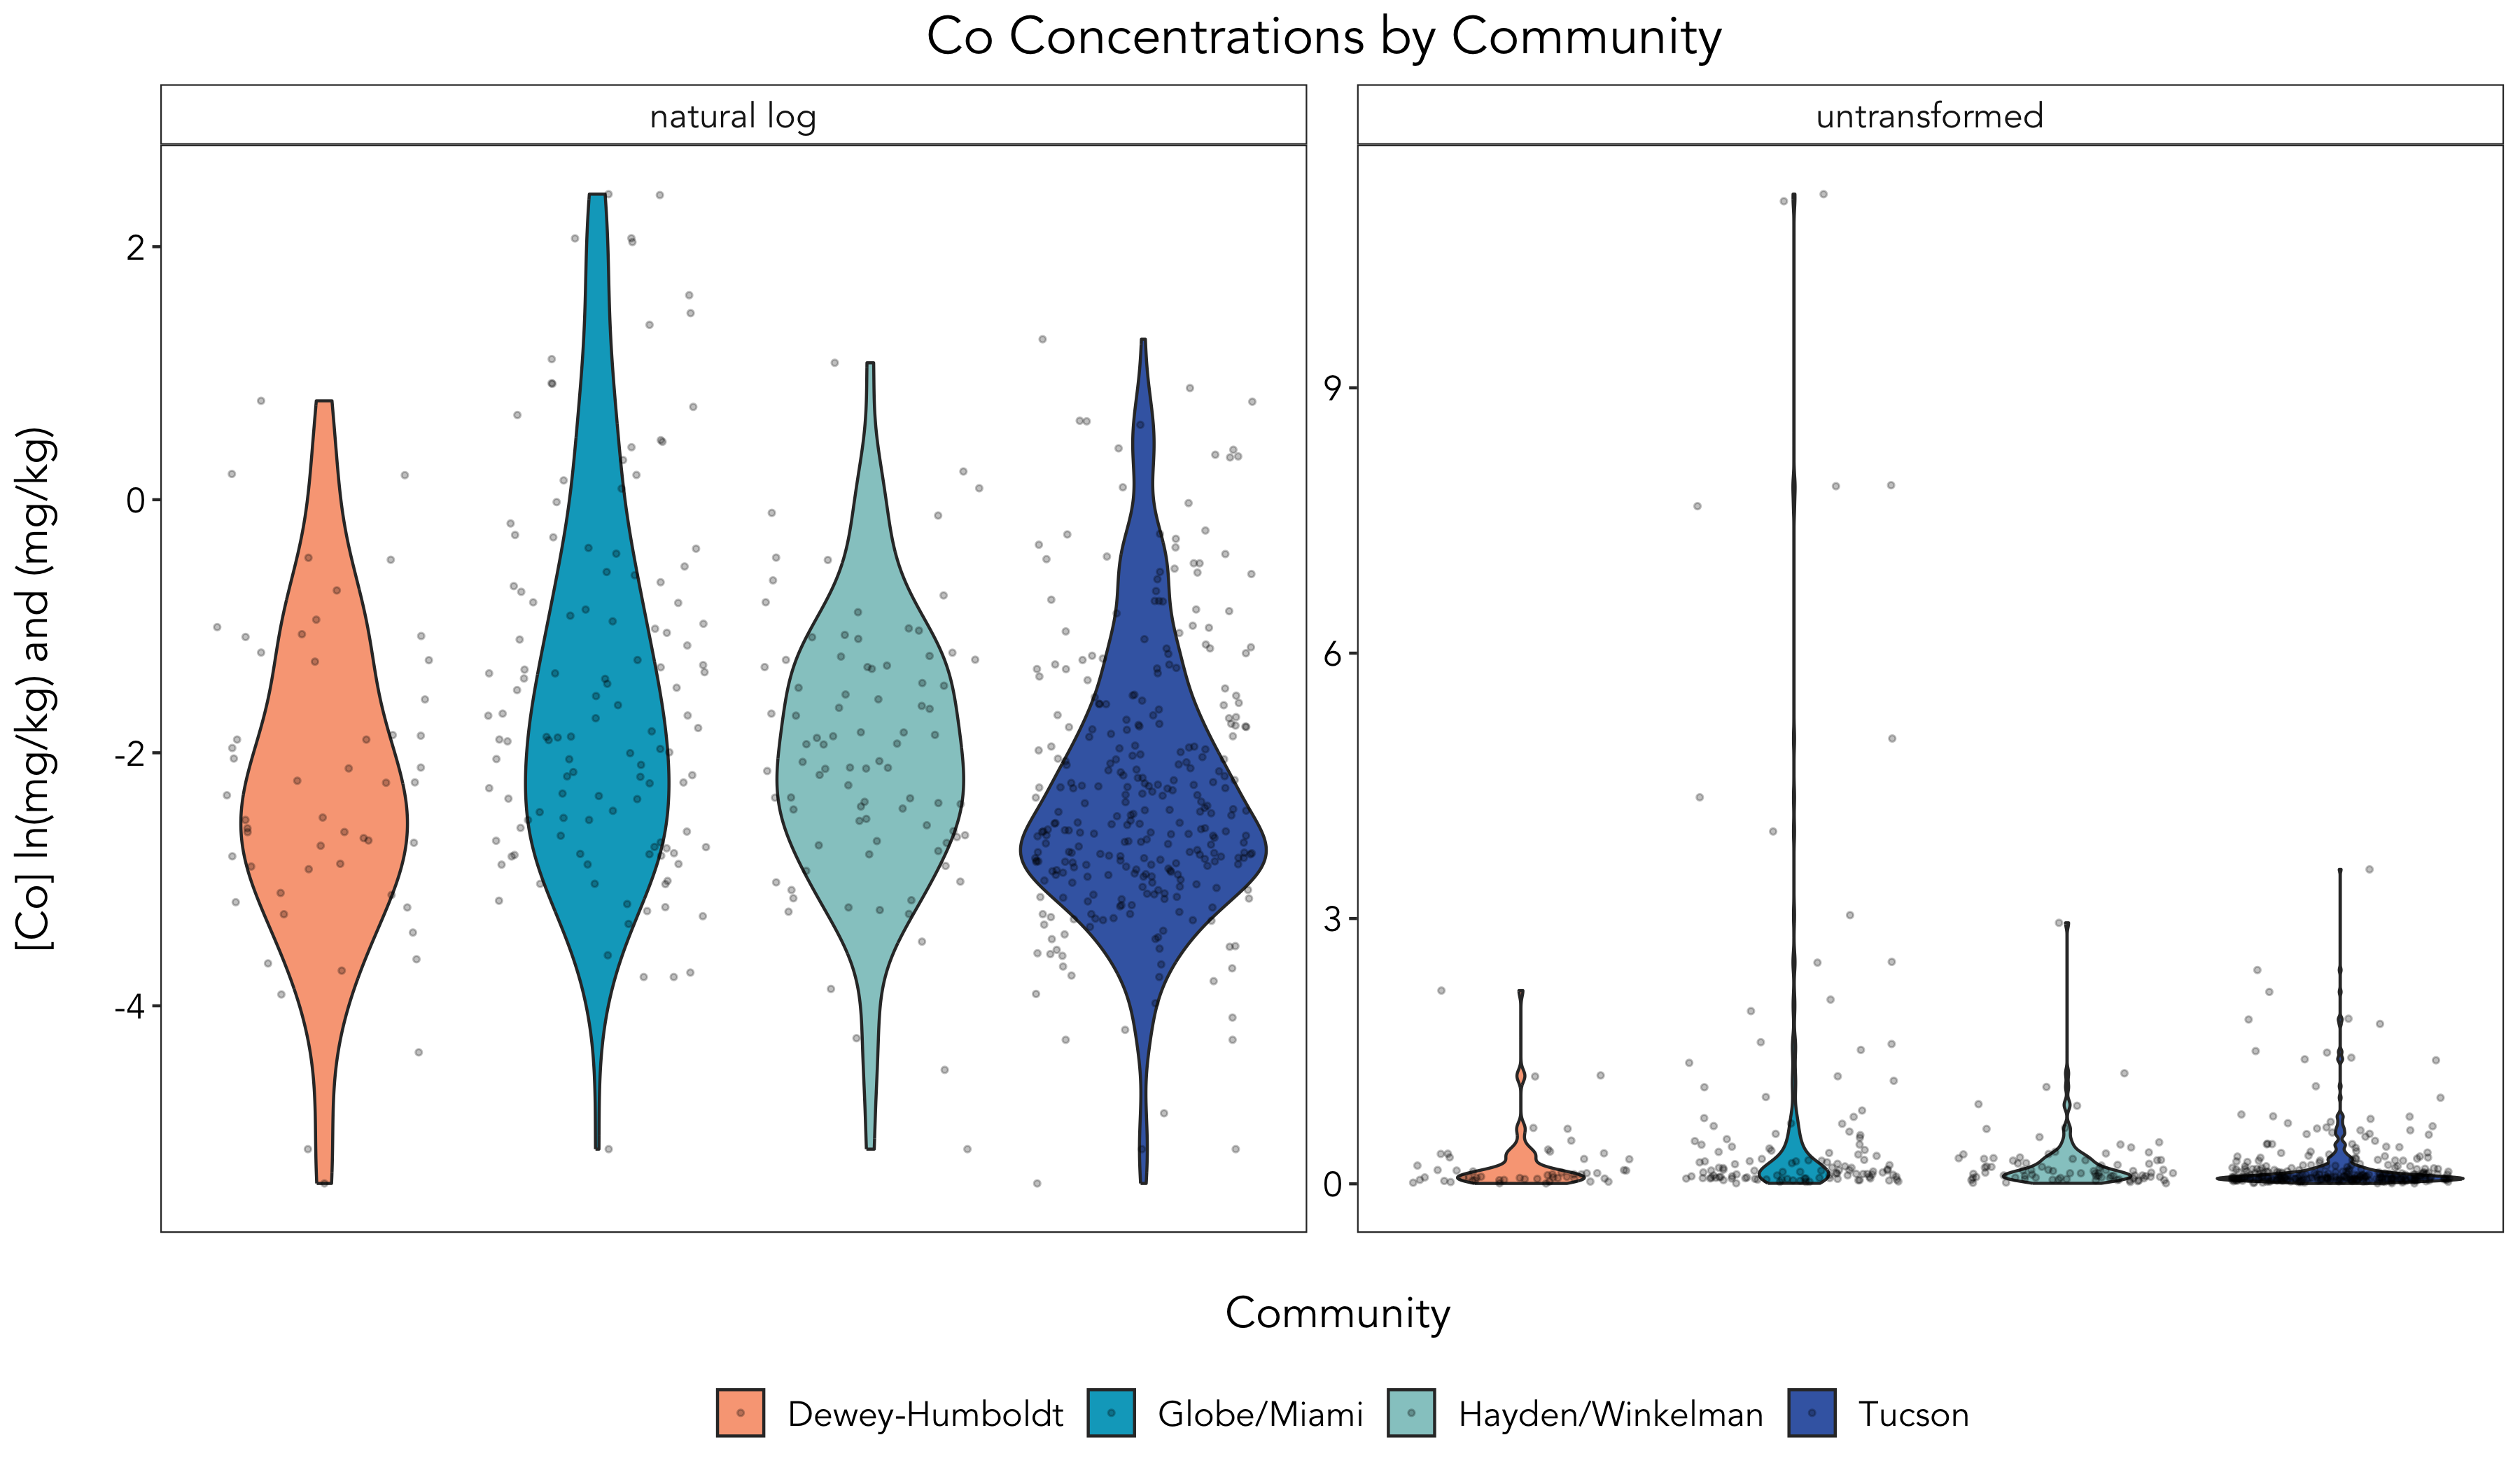 Co Concentrations by Community
natural log
untransformed
[Co] ln(mg/kg) and (mg/kg)
2
0
-2
-4
9
6
3
0
Community
Dewey-Humboldt
Globe/Miami
Hayden/Winkelman
Tucson